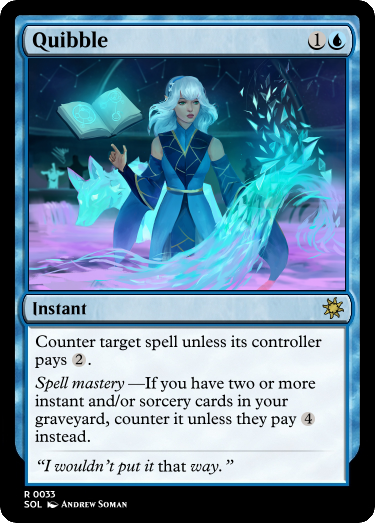 Quibble 1
Instant
Counter target spell unless its controller
pays 2.
Spell mastery —If you have two or more
instant and/or sorcery cards in your
graveyard, counter it unless they pay 4
instead.
“I wouldn’t put it that way.”
R 0033
SOL Andrew Soman